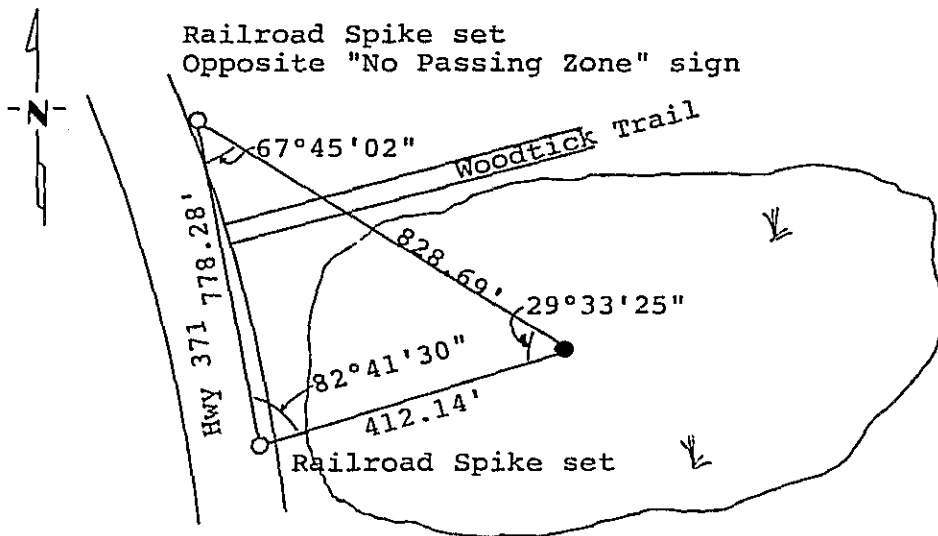 Railroad Spike set
Opposite "No Passing Zone" sign
N
67°45'02"
Woodtick Trail
Hwy 371 778.28'
828.69'
29°33'25"
82°41'30"
412.14'
Railroad Spike set